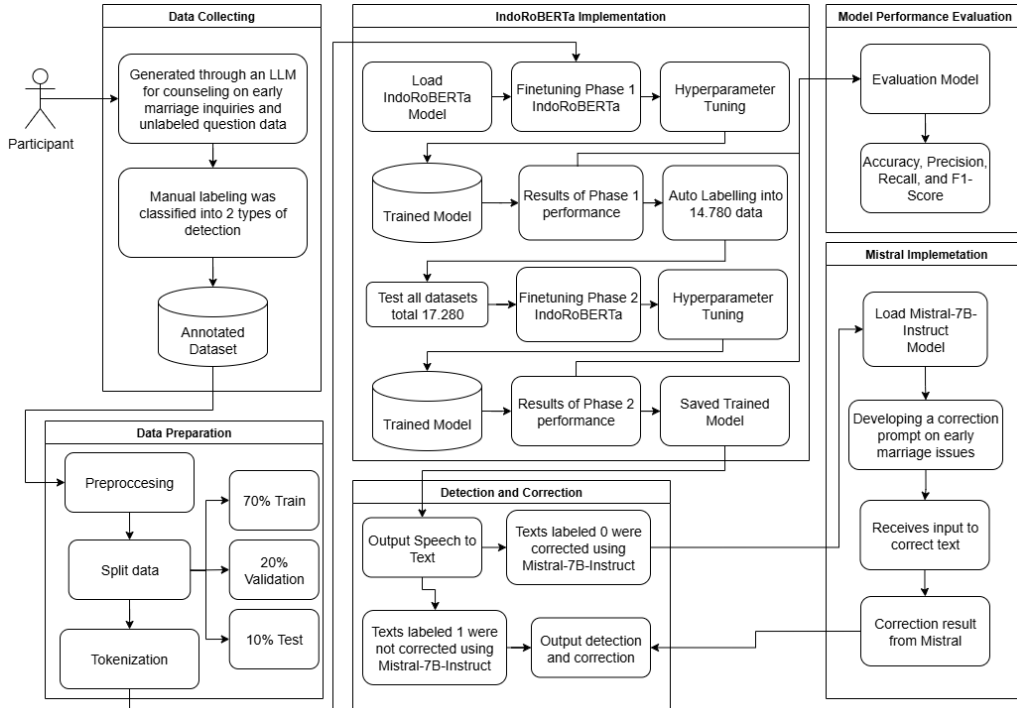 Data Collecting
Participant
Generated through an LLM
for counseling on early
marriage inquiries and
unlabeled question data
Manual labeling was
classified into 2 types of
detection
Annotated
Dataset
Data Preparation
Preproccesing
Split data
Tokenization
70% Train
20%
Validation
10% Test
IndoRoBERTa Implementation
Load
IndoRoBERTa
Model
Finetuning Phase 1
IndoRoBERTa
Hyperparameter
Tuning
Trained Model
Results of Phase 1
performance
Auto Labelling into
14.780 data
Test all datasets
total 17.280
Finetuning Phase 2
IndoRoBERTa
Hyperparameter
Tuning
Trained Model
Results of Phase 2
performance
Saved Trained
Model
Detection and Correction
Output Speech to
Text
Texts labeled 0 were
corrected using
Mistral-7B-Instruct
Texts labeled 1 were
not corrected using
Mistral-7B-Instruct
Output detection
and correction
Model Performance Evaluation
Evaluation Model
Accuracy, Precision,
Recall, and F1-
Score
Mistral Implemetation
Load Mistral-7B-
Instruct
Model
Developing a correction
prompt on early
marriage issues
Receives input to
correct text
Correction result
from Mistral